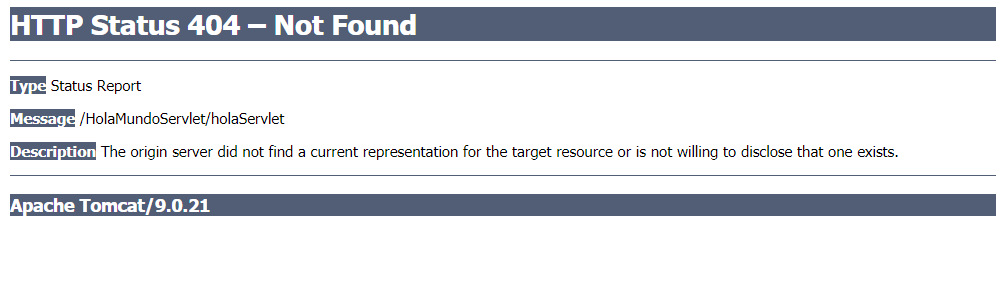 HTTP Status 404 – Not Found
Type Status Report
Message /HolaMundoServlet/holaServlet
Description The origin server did not find a current representation for the target resource or is not willing to disclose that one exists.
Apache Tomcat/9.0.21